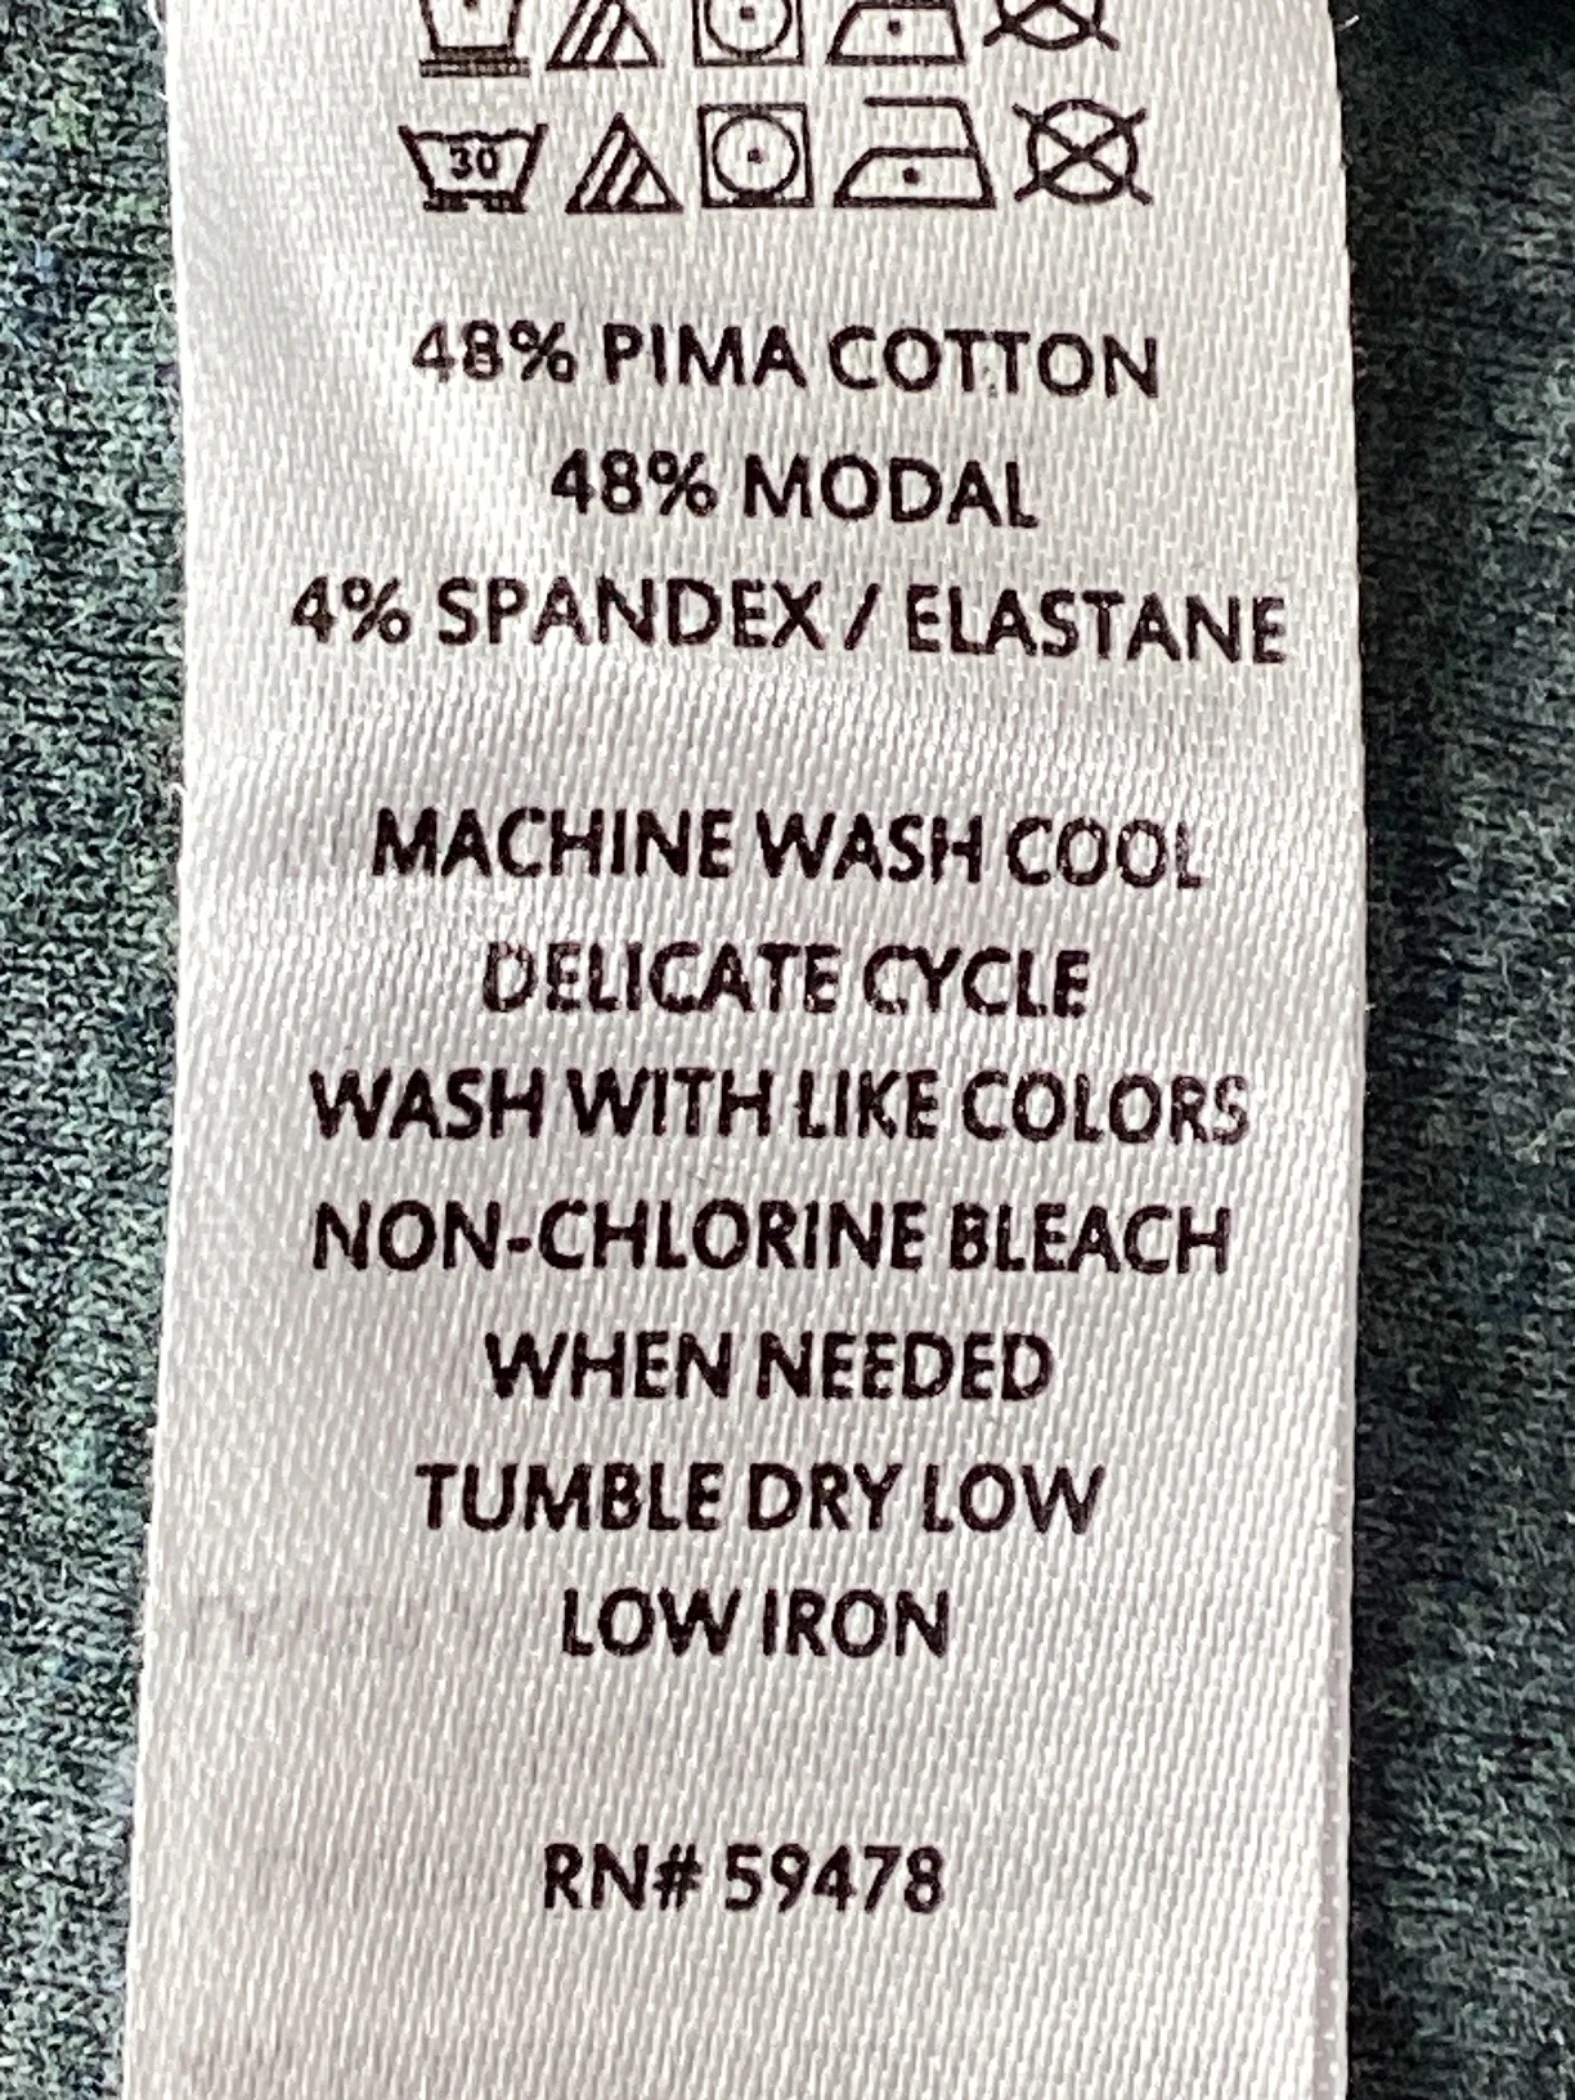 30
48% PIMA COTTON
48% MODAL
4% SPANDEX / ELASTANE
MACHINE WASH COOL
DELICATE CYCLE
WASH WITH LIKE COLORS
NON-CHLORINE BLEACH
WHEN NEEDED
TUMBLE DRY LOW
LOW IRON
RN# 59478